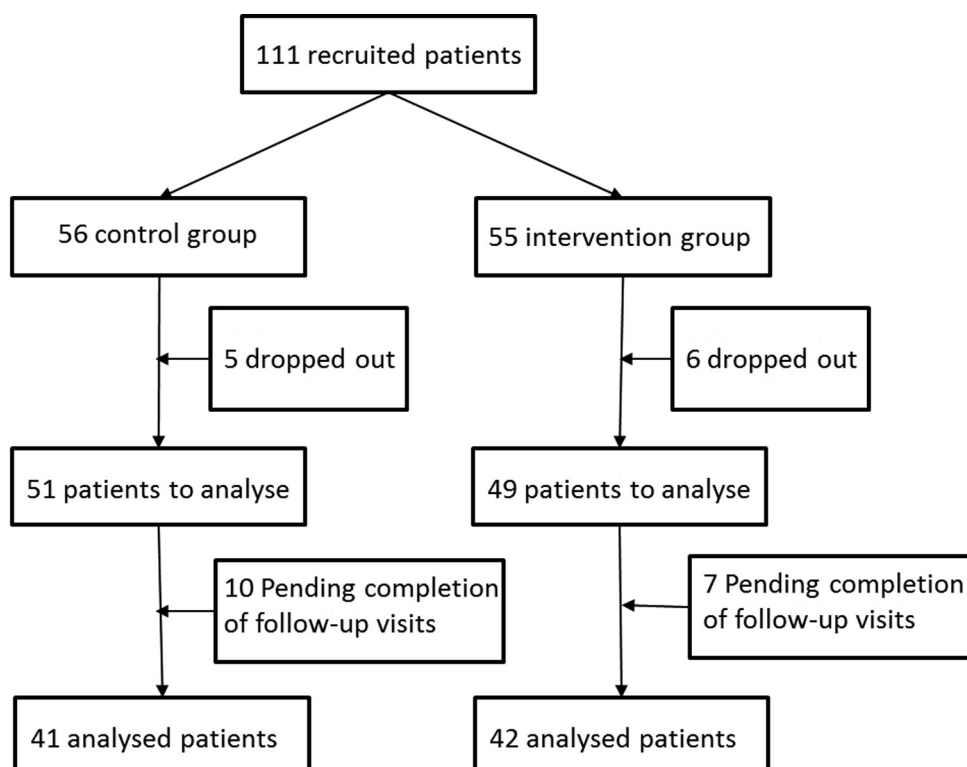 111 recruited patients
56 control group
55 intervention group
5 dropped out
6 dropped out
51 patients to analyse
49 patients to analyse
10 Pending completion
of follow-up visits
7 Pending completion
of follow-up visits
41 analysed patients
42 analysed patients